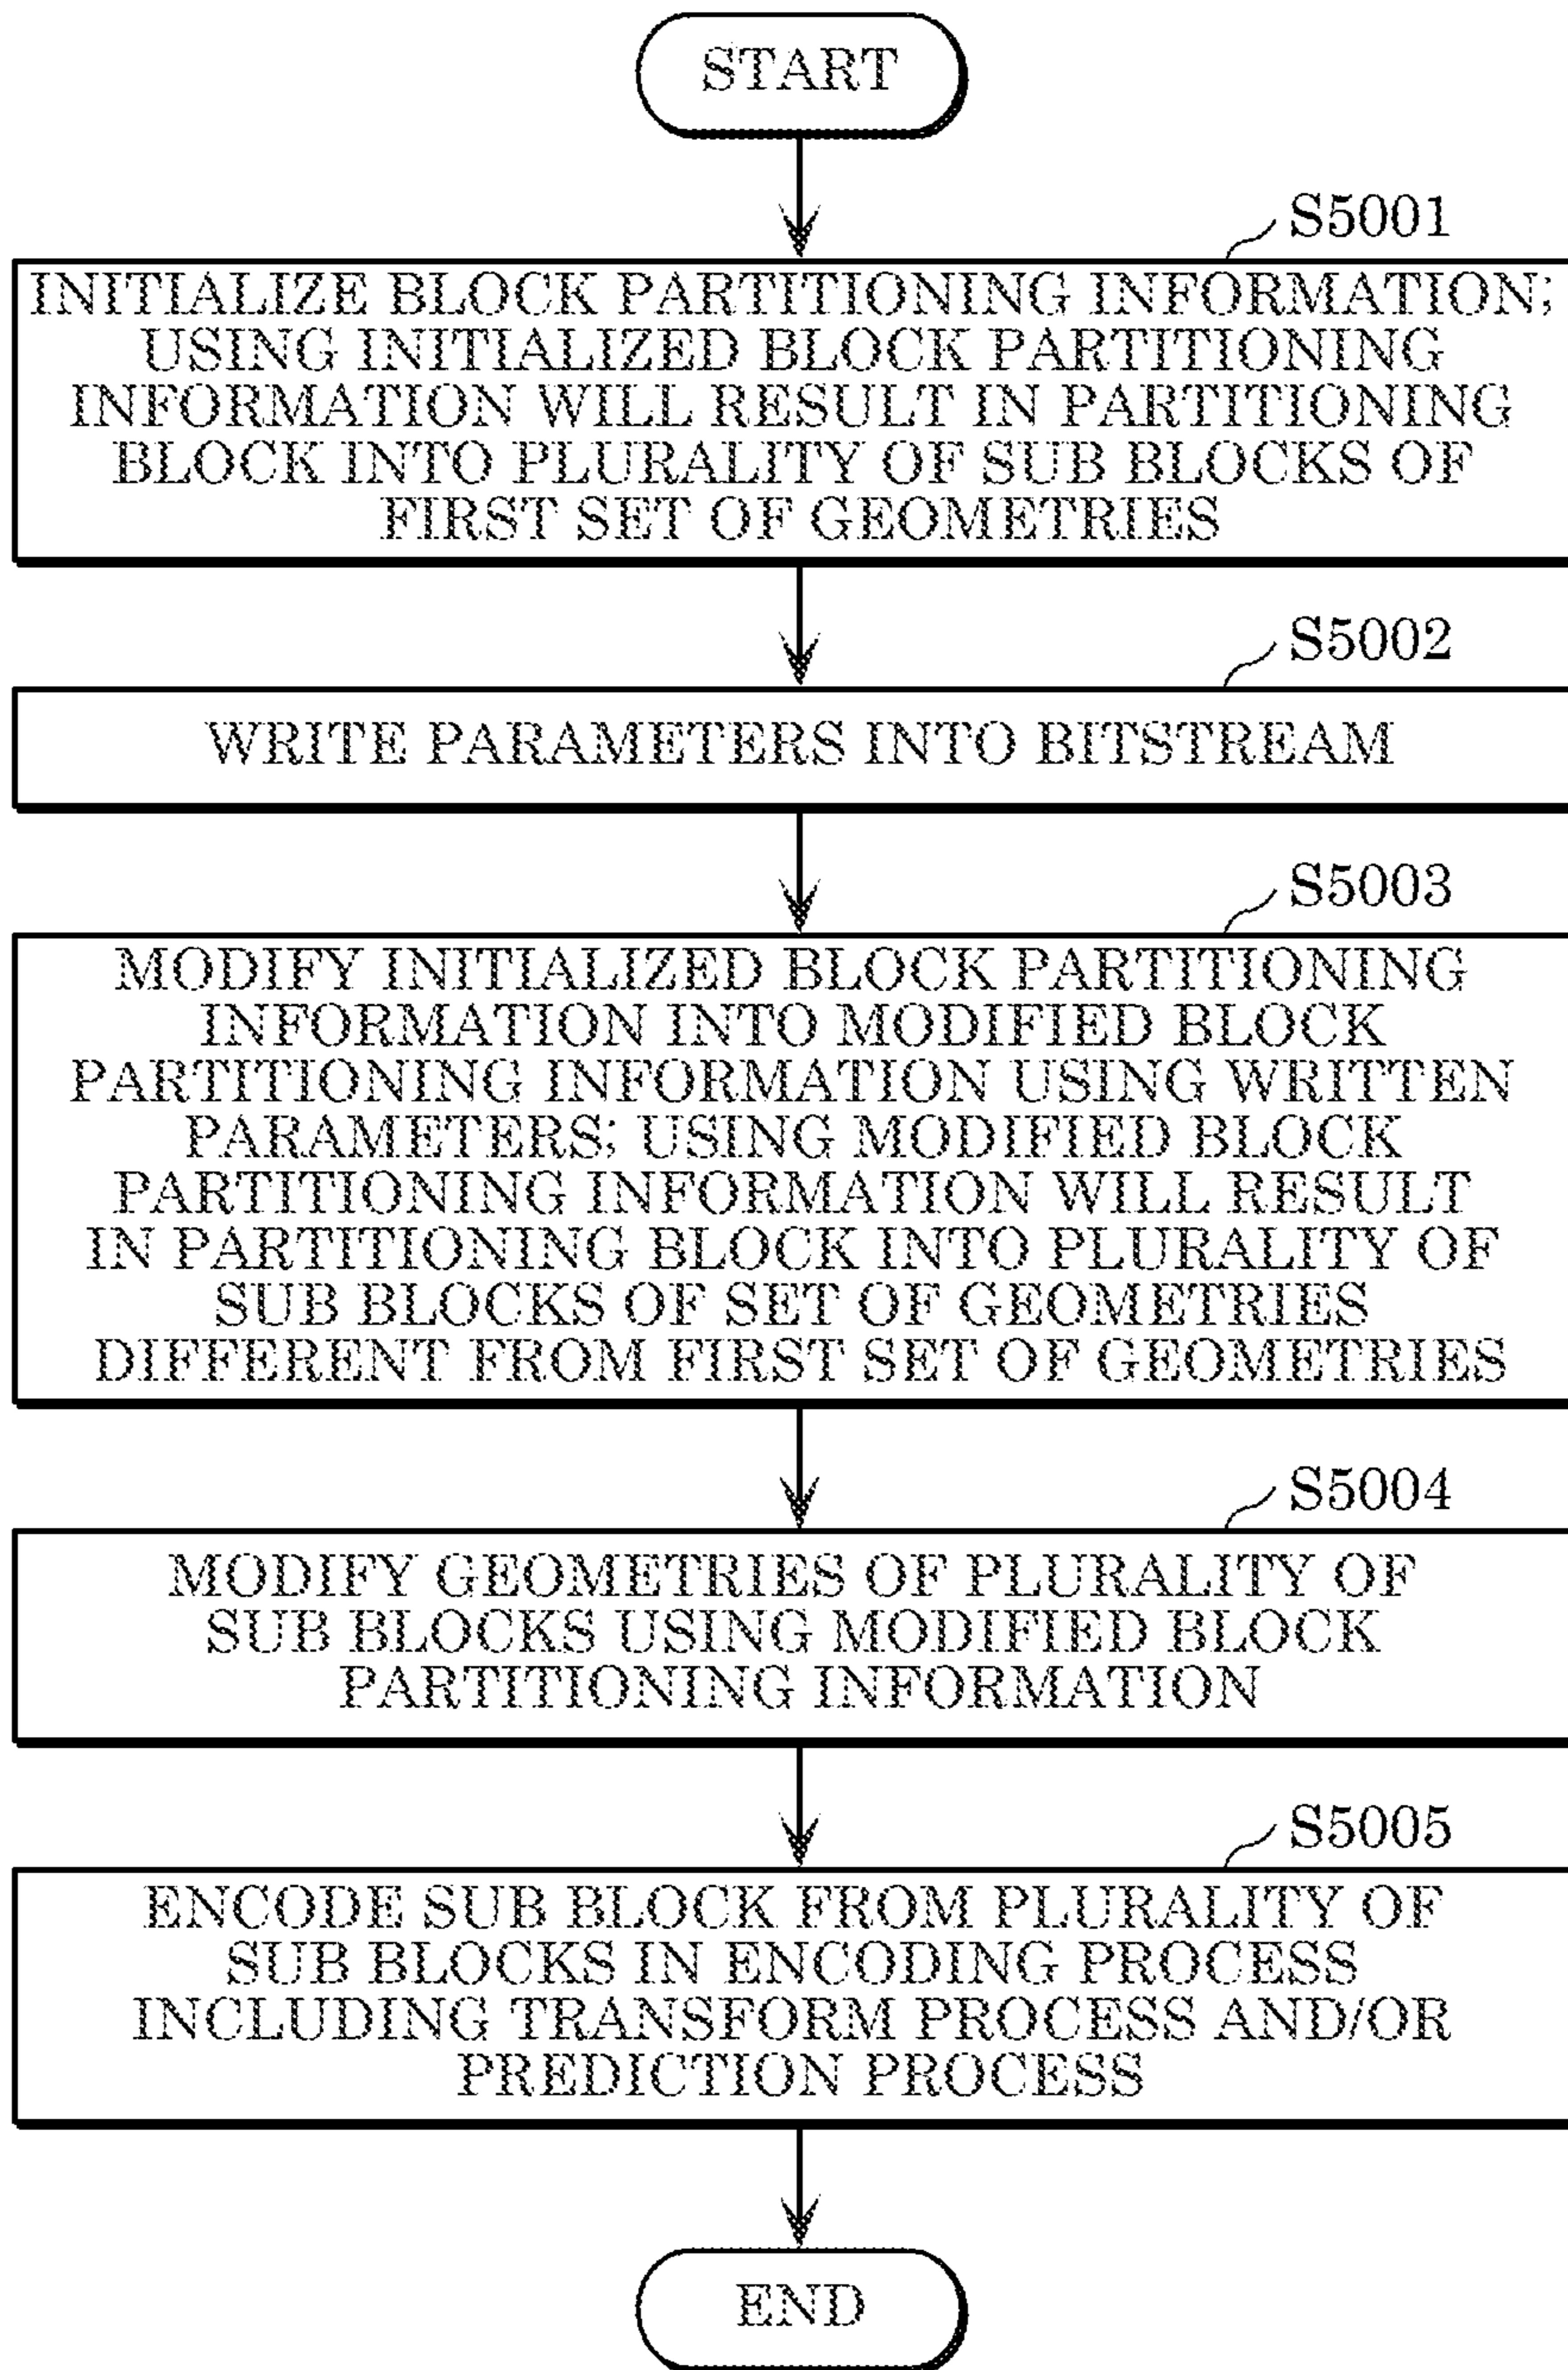 START
S5001
INITIALIZE BLOCK PARTITIONING INFORMATION;
USING INITIALIZED BLOCK PARTITIONING
INFORMATION WILL RESULT IN PARTITIONING
BLOCK INTO PLURALITY OF SUB BLOCKS OF
FIRST SET OF GEOMETRIES
S5002
WRITE PARAMETERS INTO BITSTREAM
S5003
MODIFY INITIALIZED BLOCK PARTITIONING
INFORMATION INTO MODIFIED BLOCK
PARTITIONING INFORMATION USING WRITTEN
PARAMETERS; USING MODIFIED BLOCK
PARTITIONING INFORMATION WILL RESULT
IN PARTITIONING BLOCK INTO PLURALITY OF
SUB BLOCKS OF SET OF GEOMETRIES
DIFFERENT FROM FIRST SET OF GEOMETRIES
S5004
MODIFY GEOMETRIES OF PLURALITY OF
SUB BLOCKS USING MODIFIED BLOCK
PARTITIONING INFORMATION
S5005
ENCODE SUB BLOCK FROM PLURALITY OF
SUB BLOCKS IN ENCODING PROCESS
INCLUDING TRANSFORM PROCESS AND/OR
PREDICTION PROCESS
END